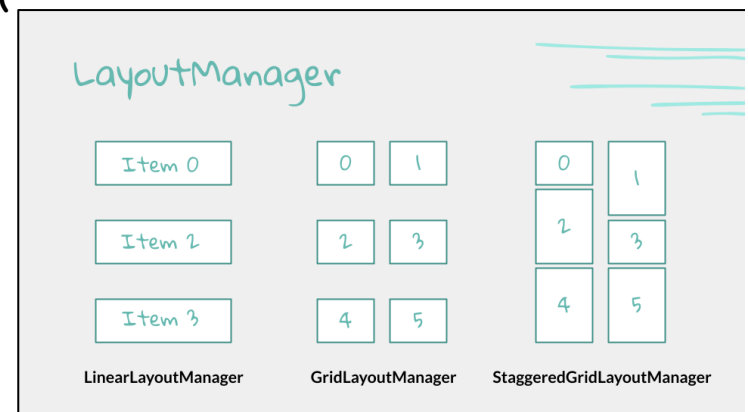 LayoutManager
Item 0
Item 2
Item 3
LinearLayoutManager
0 1
2 3
4 5
GridLayoutManager
0
1
2
3
4
5
StaggeredGridLayoutManager